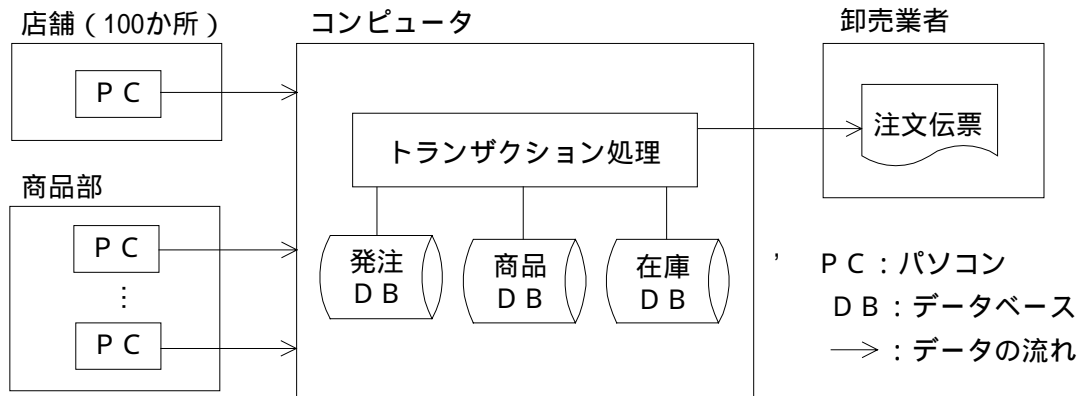 店舗（100か所）
PC
商品部
PC
⋮
PC
コンピュータ
トランザクション処理
発注
DB
商品
DB
在庫
DB
卸売業者
注文伝票
’ PC：パソコン
DB：データベース
→：データの流れ